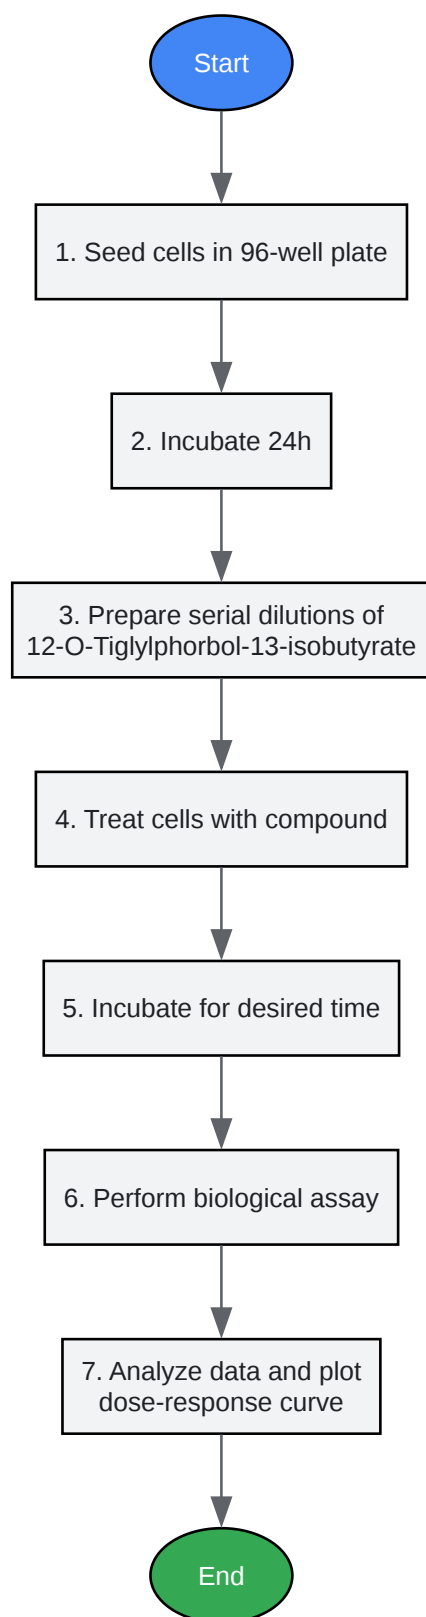 Start
1. Seed cells in 96-well plate
2. Incubate 24h
3. Prepare serial dilutions of
12-O-Tiglylphorbol-13-isobutyrate
4. Treat cells with compound
5. Incubate for desired time
6. Perform biological assay
7. Analyze data and plot
dose-response curve
End